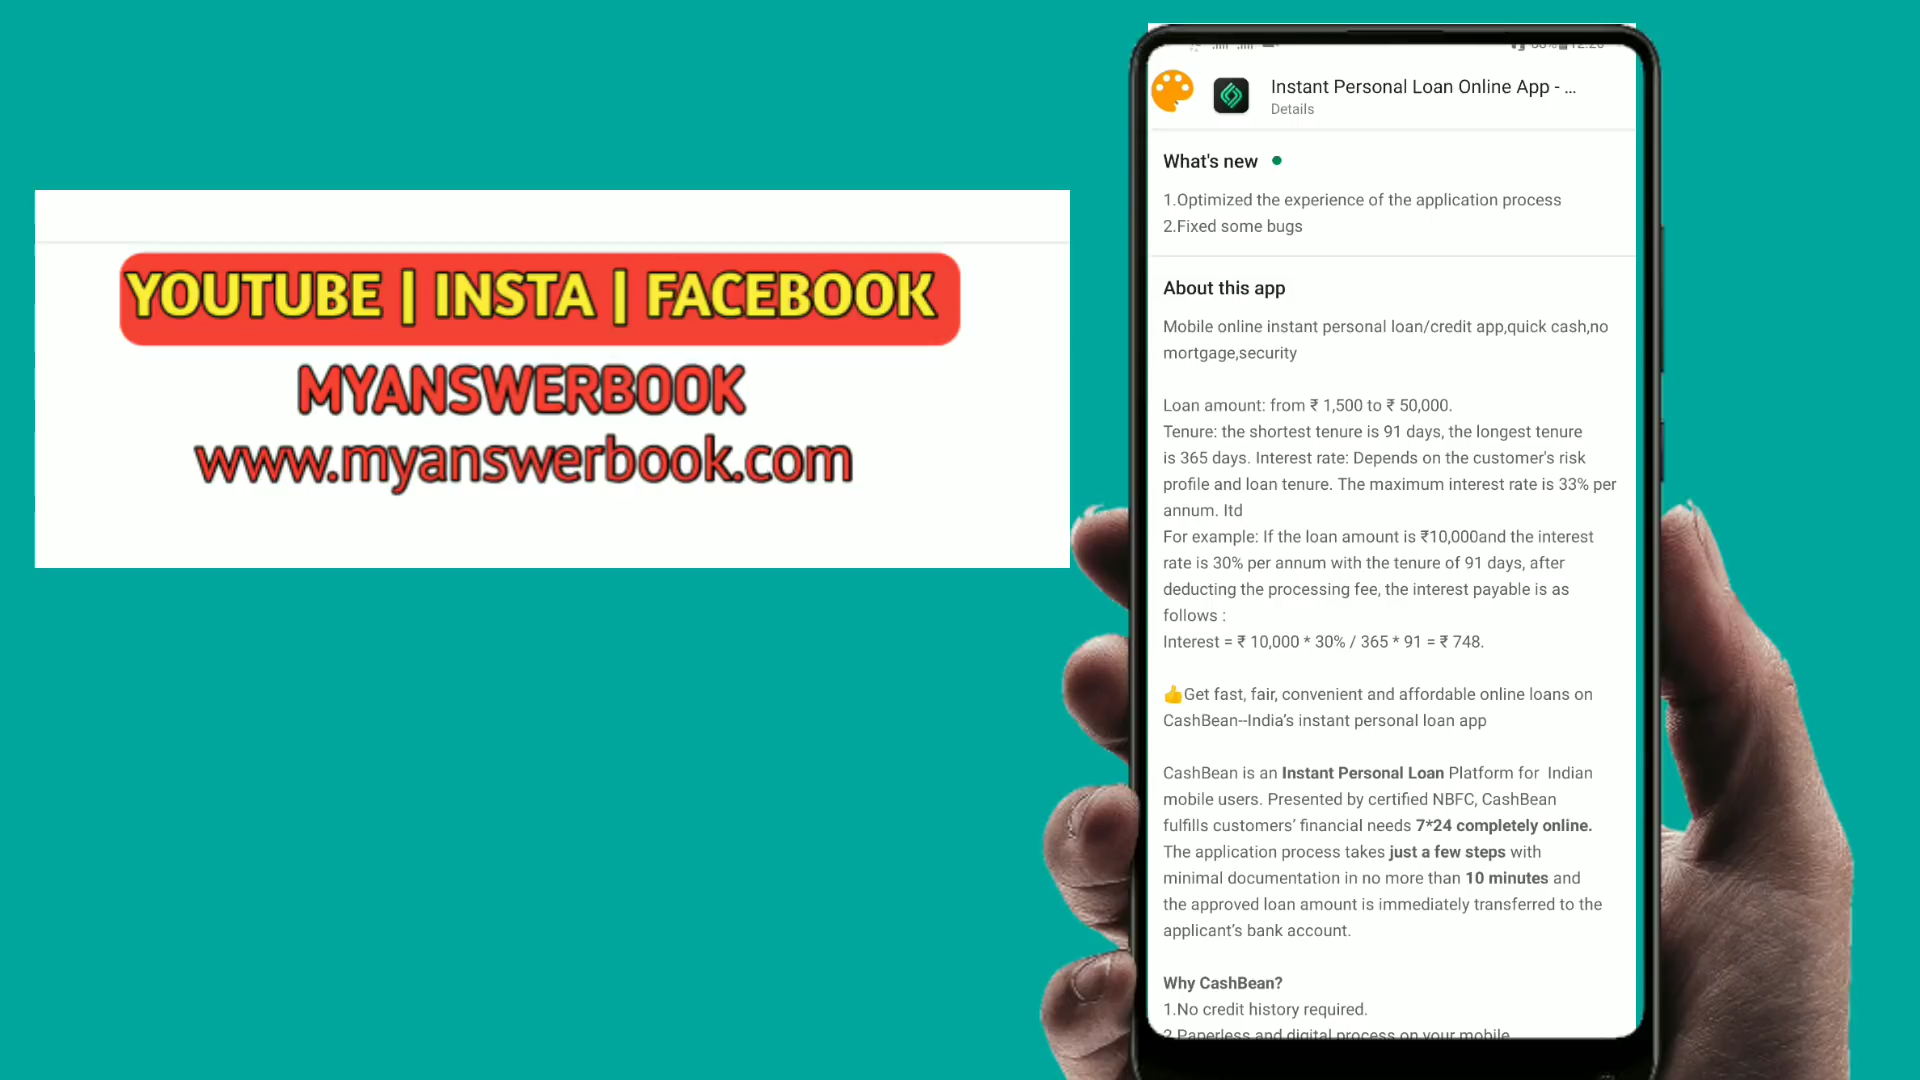 YOUTUBE | INSTA | FACEBOOK
MYANSWERBOOK
www.myanswerbook.com
Instant Personal Loan Online App - ...
Details
What's new
1.Optimized the experience of the application process
2.Fixed some bugs
About this app
Mobile online instant personal loan/credit app,quick cash,no
mortgage,security
Loan amount: from ₹ 1,500 to ₹ 50,000.
Tenure: the shortest tenure is 91 days, the longest tenure
is 365 days. Interest rate: Depends on the customer's risk
profile and loan tenure. The maximum interest rate is 33% per
annum. ltd
For example: If the loan amount is ₹10,000and the interest
rate is 30% per annum with the tenure of 91 days, after
deducting the processing fee, the interest payable is as
follows :
Interest = ₹ 10,000 * 30% / 365 * 91 = ₹ 748.
👍Get fast, fair, convenient and affordable online loans on
CashBean--India’s instant personal loan app
CashBean is an Instant Personal Loan Platform for  Indian
mobile users. Presented by certified NBFC, CashBean
fulfills customers’ financial needs 7*24 completely online.
The application process takes just a few steps with
minimal documentation in no more than 10 minutes and
the approved loan amount is immediately transferred to the
applicant’s bank account.
Why CashBean?
1.No credit history required.
2.Paperless and digital process on your mobile